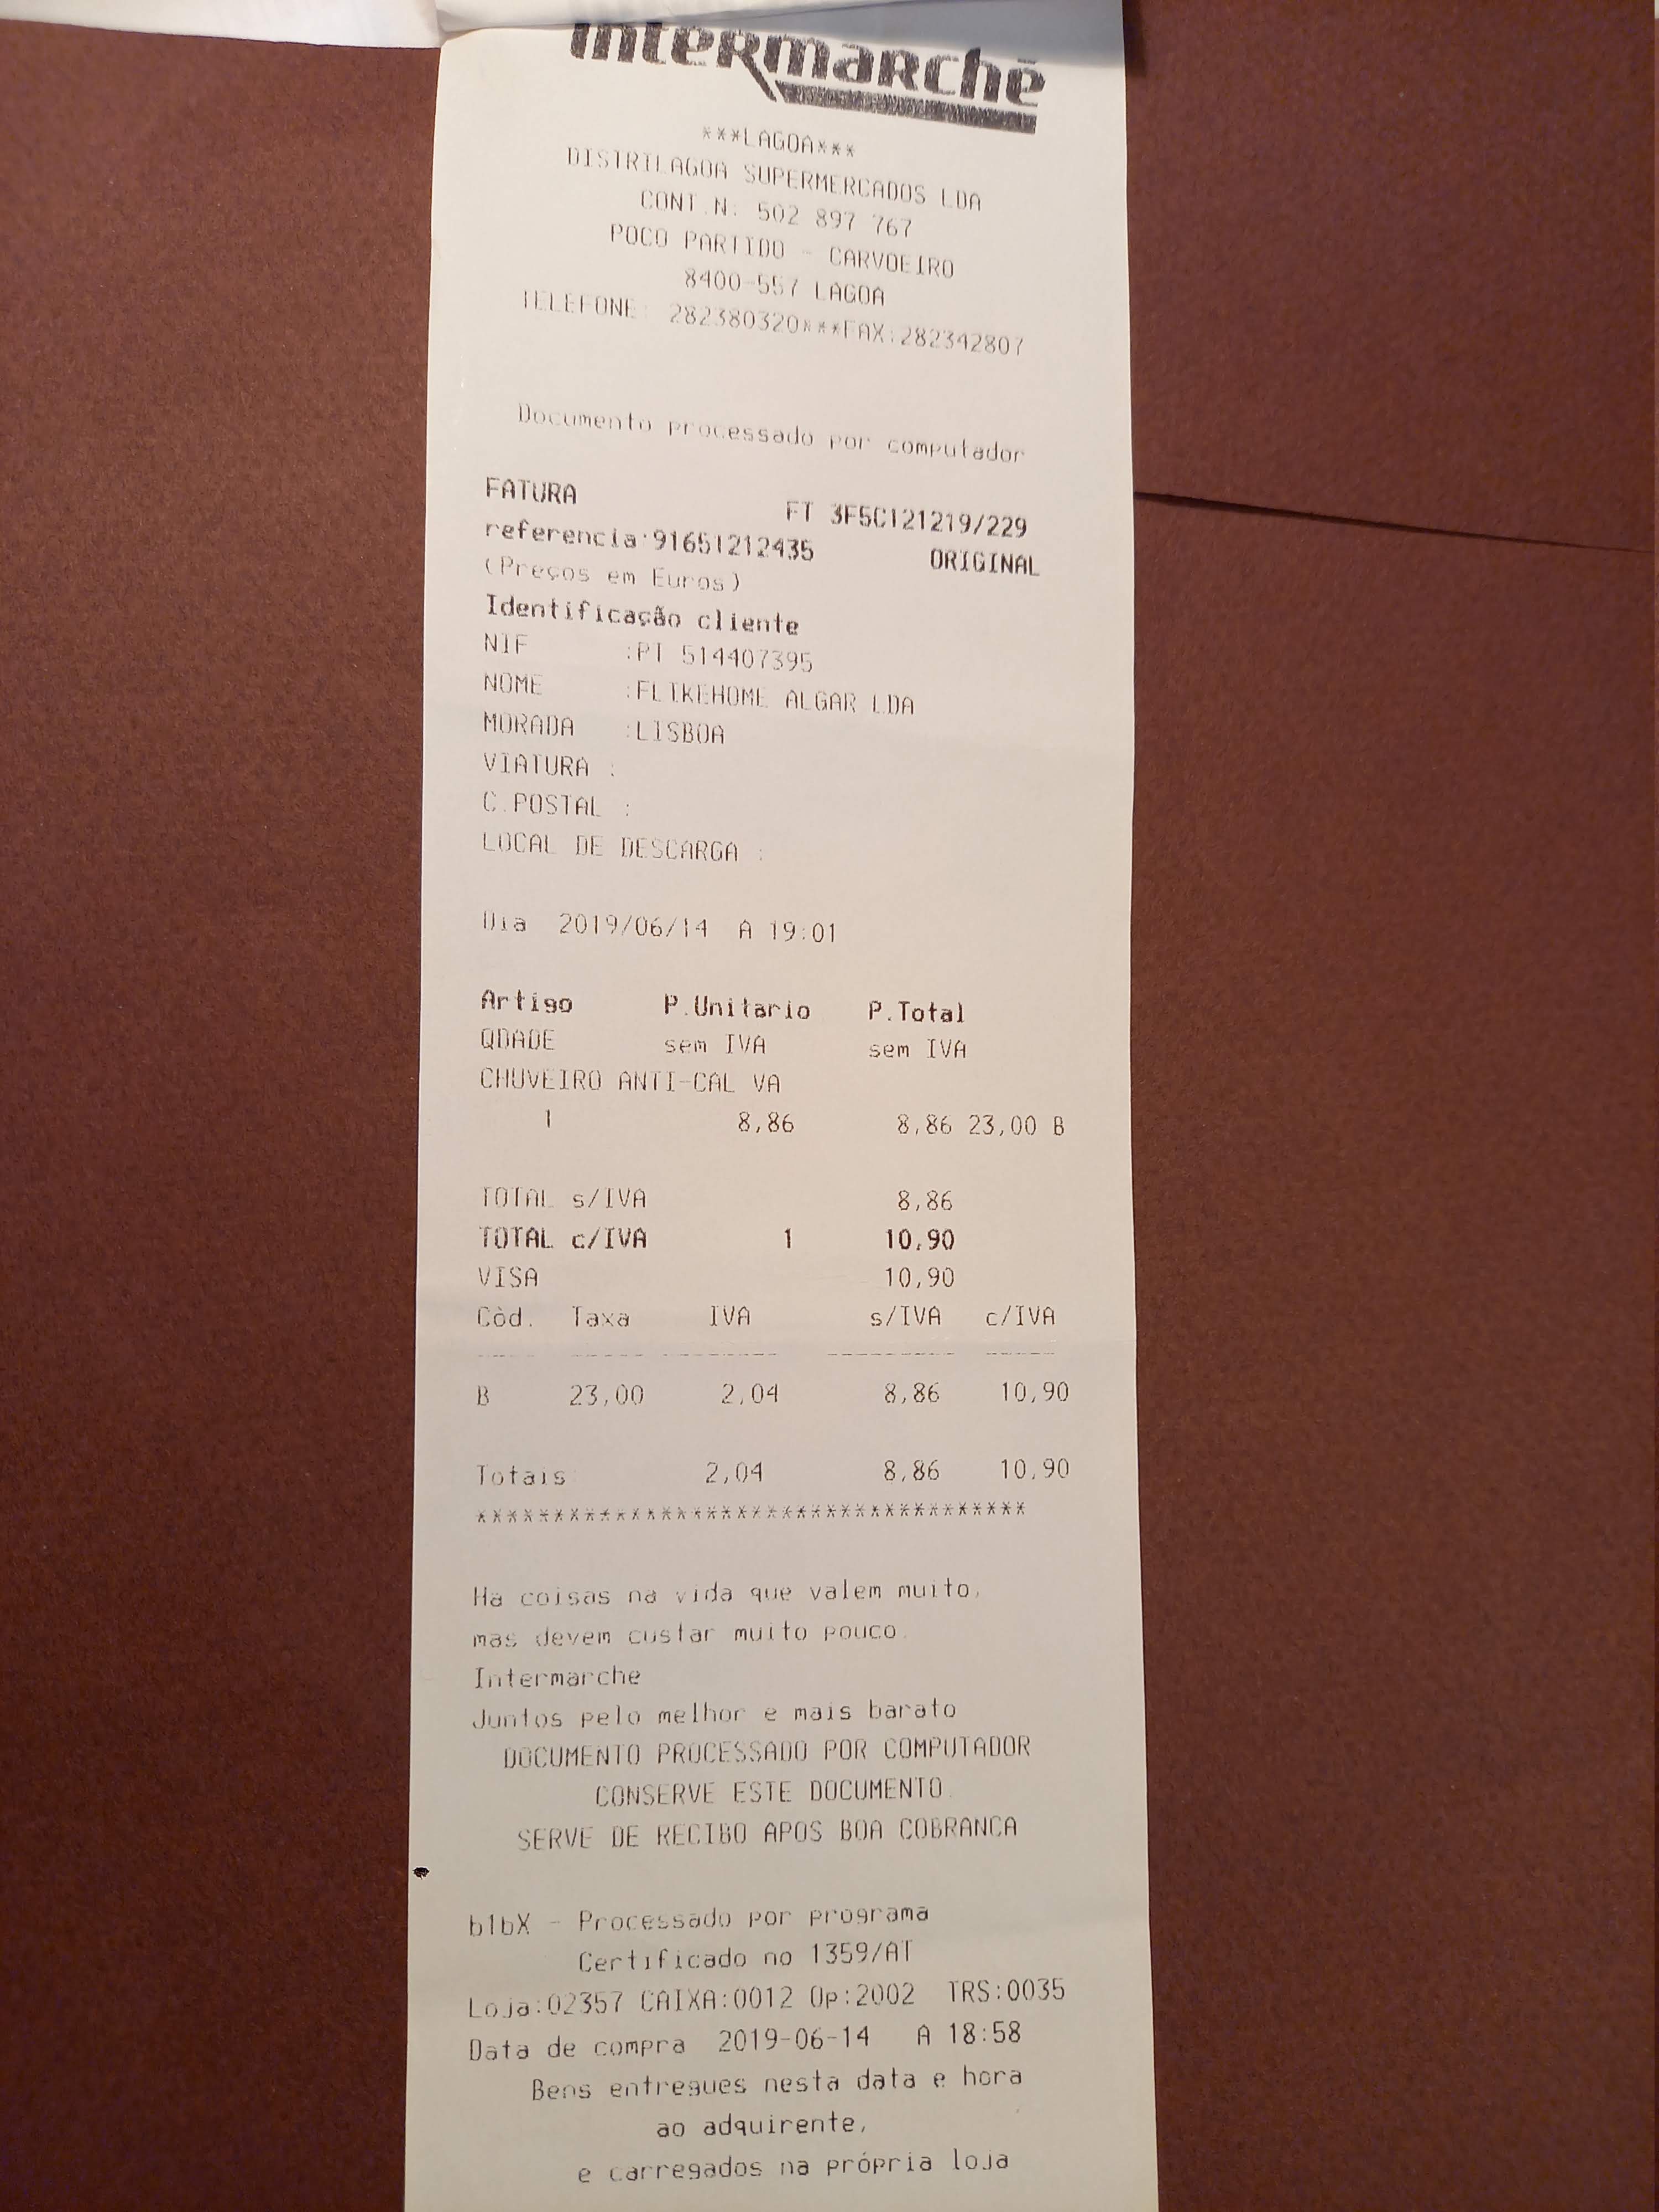 Intermarchē
***LAGOA***
DISTRILAGOA SUPERMERCADOS LDA
CONT.N: 502 897 767
POCO PARTIDO - CARVOEIRO
8400-557 LAGOA
TELEFONE: 282380320***FAX:282342807
Documento processado por computador
FATURA FT 3F5C121219/229
referencia:91651212435 ORIGINAL
(Preços em Euros)
Identificação cliente
NIF :PT 514407395
NOME :FLIKEHOME ALGAR LDA
MORADA :LISBOA
VIATURA :
C.POSTAL :
LOCAL DE DESCARGA :
Dia 2019/06/14 A 19:01
Artigo P.Unitario P.Total
QDADE sem IVA sem IVA
CHUVEIRO ANTI-CAL VA
1 8,86 8,86 23,00 B
TOTAL s/IVA 8,86
TOTAL c/IVA 1 10,90
VISA 10,90
Còd. Taxa IVA s/IVA c/IVA
---- ----- -------- --------- -----
B 23,00 2,04 8,86 10,90
Totais 2,04 8,86 10,90
************************************
Ha coisas na vida que valem muito,
mas devem custar muito pouco.
Intermarche
Juntos pelo melhor e mais barato
DOCUMENTO PROCESSADO POR COMPUTADOR
CONSERVE ESTE DOCUMENTO.
SERVE DE RECIBO APOS BOA COBRANCA
b1bX - Processado por programa
Certificado no 1359/AT
Loja:02357 CAIXA:0012 Op:2002 TRS:0035
Data de compra 2019-06-14 A 18:58
Bens entregues nesta data e hora
ao adquirente,
e carregados na própria loja